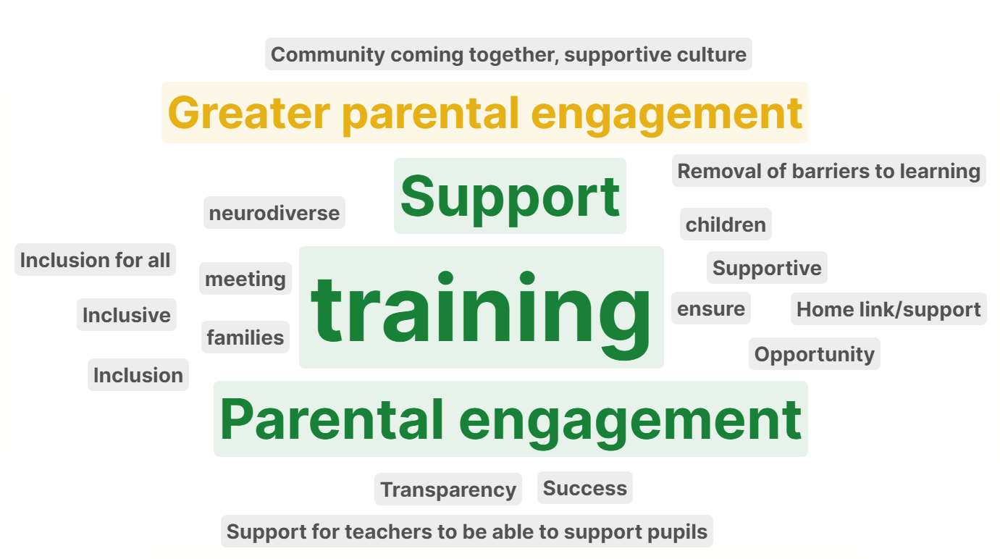 Community coming together, supportive culture
Greater parental engagement
Support
Removal of barriers to learning
neurodiverse
children
Inclusion for all
meeting
training
Supportive
Inclusive
ensure
Home link/support
families
Opportunity
Inclusion
Parental engagement
Transparency
Success
Support for teachers to be able to support pupils